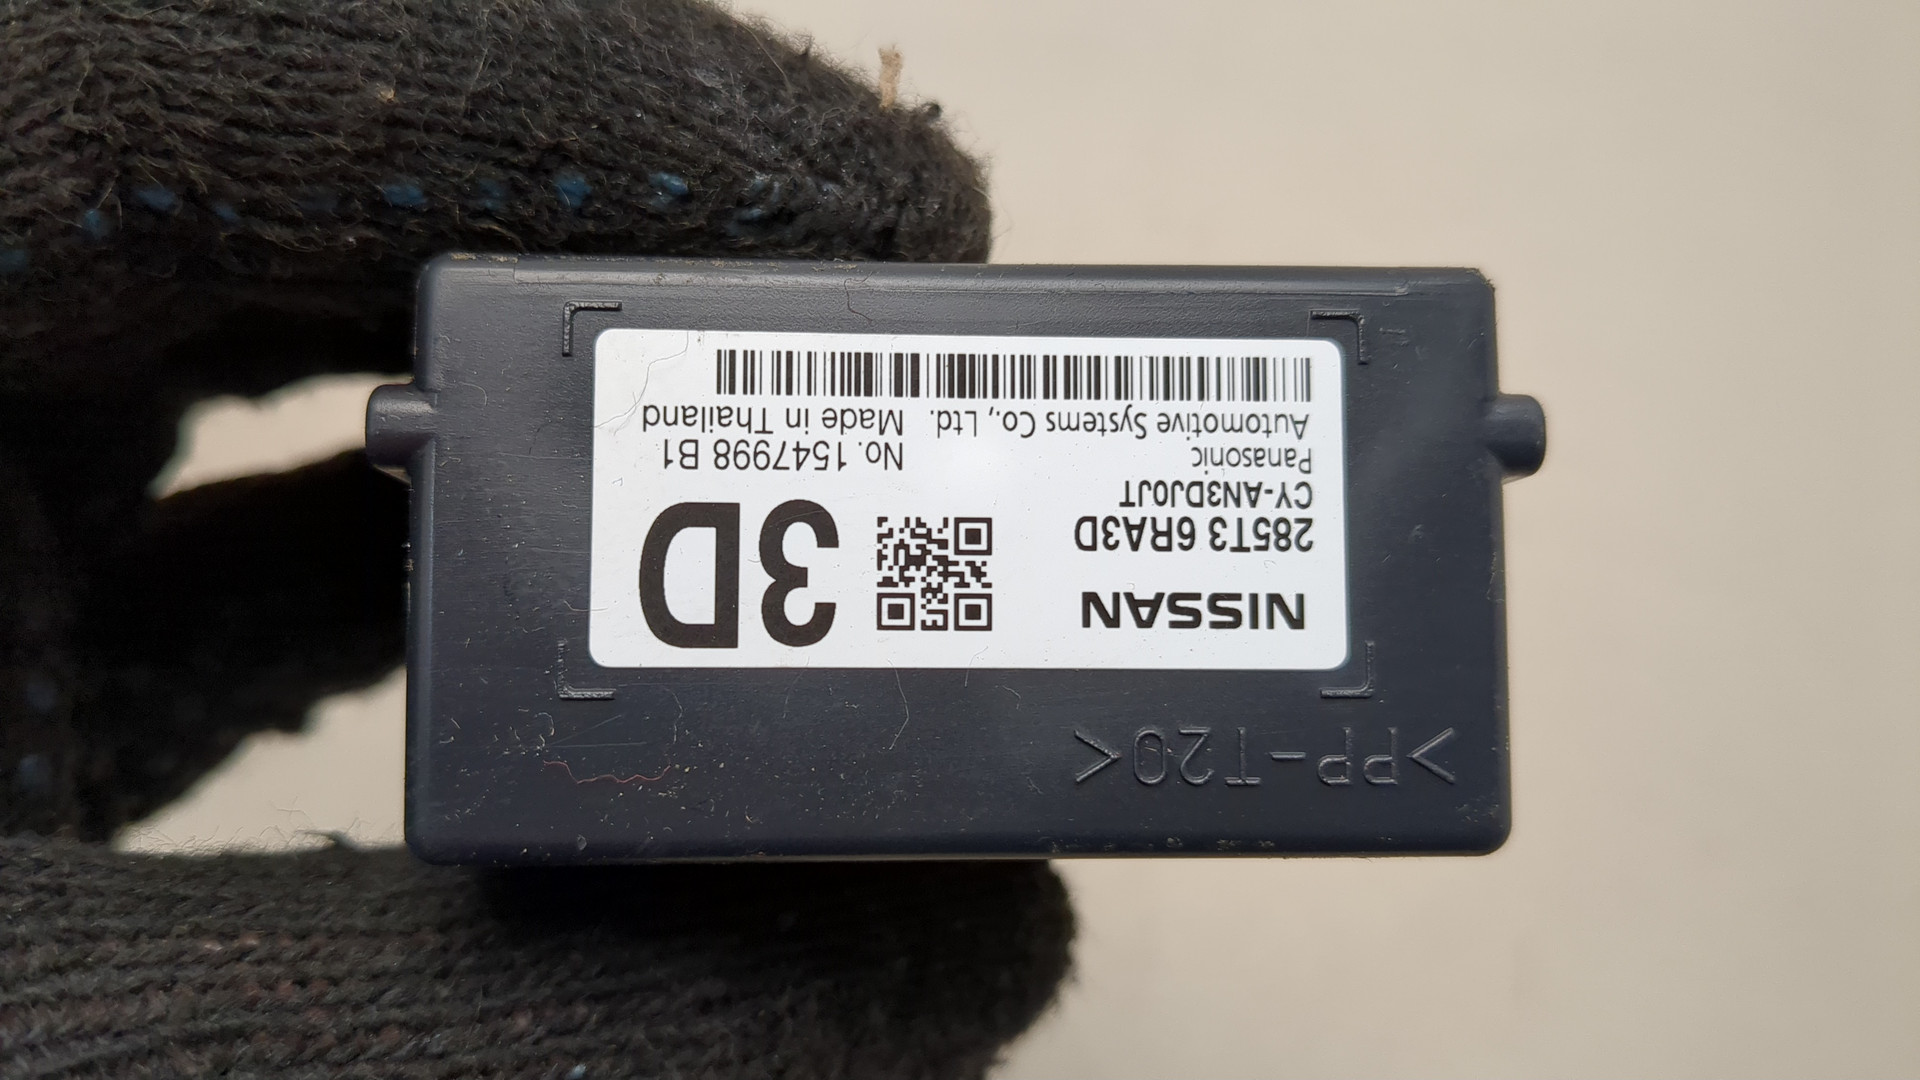 >PP-T20<
NISSAN
285T3 6RA3D
CY-AN3DJ0JT
3D
Panasonic
Automotive Systems Co., Ltd.
No. 1547998 B1
Made in Thailand